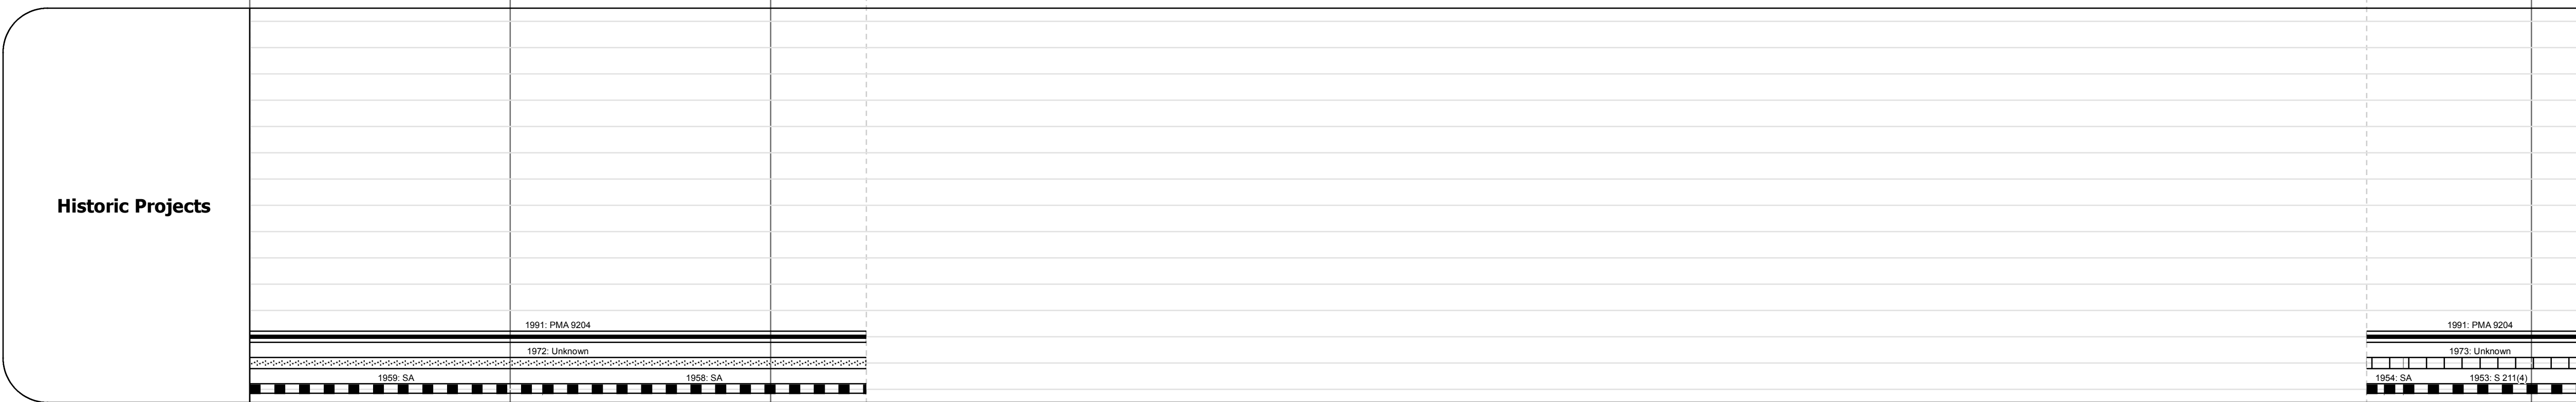 Historic Projects
1991: PMA 9204
1972: Unknown
1959: SA
1958: SA
1991: PMA 9204
1973: Unknown
1954: SA
1953: S 211(4)